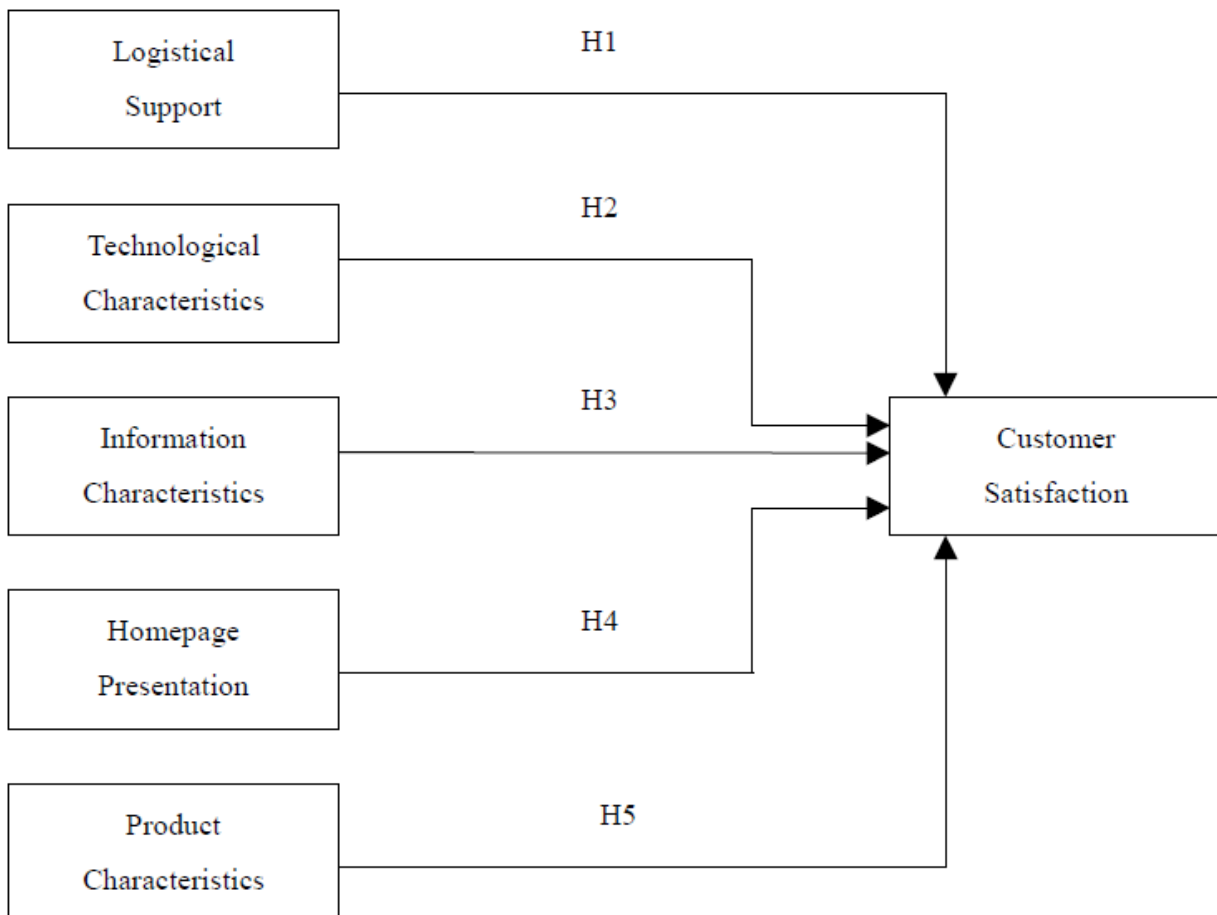 Logistical
Support
H1
Technological
Characteristics
H2
Information
Characteristics
H3
Customer
Satisfaction
Homepage
Presentation
H4
Product
Characteristics
H5